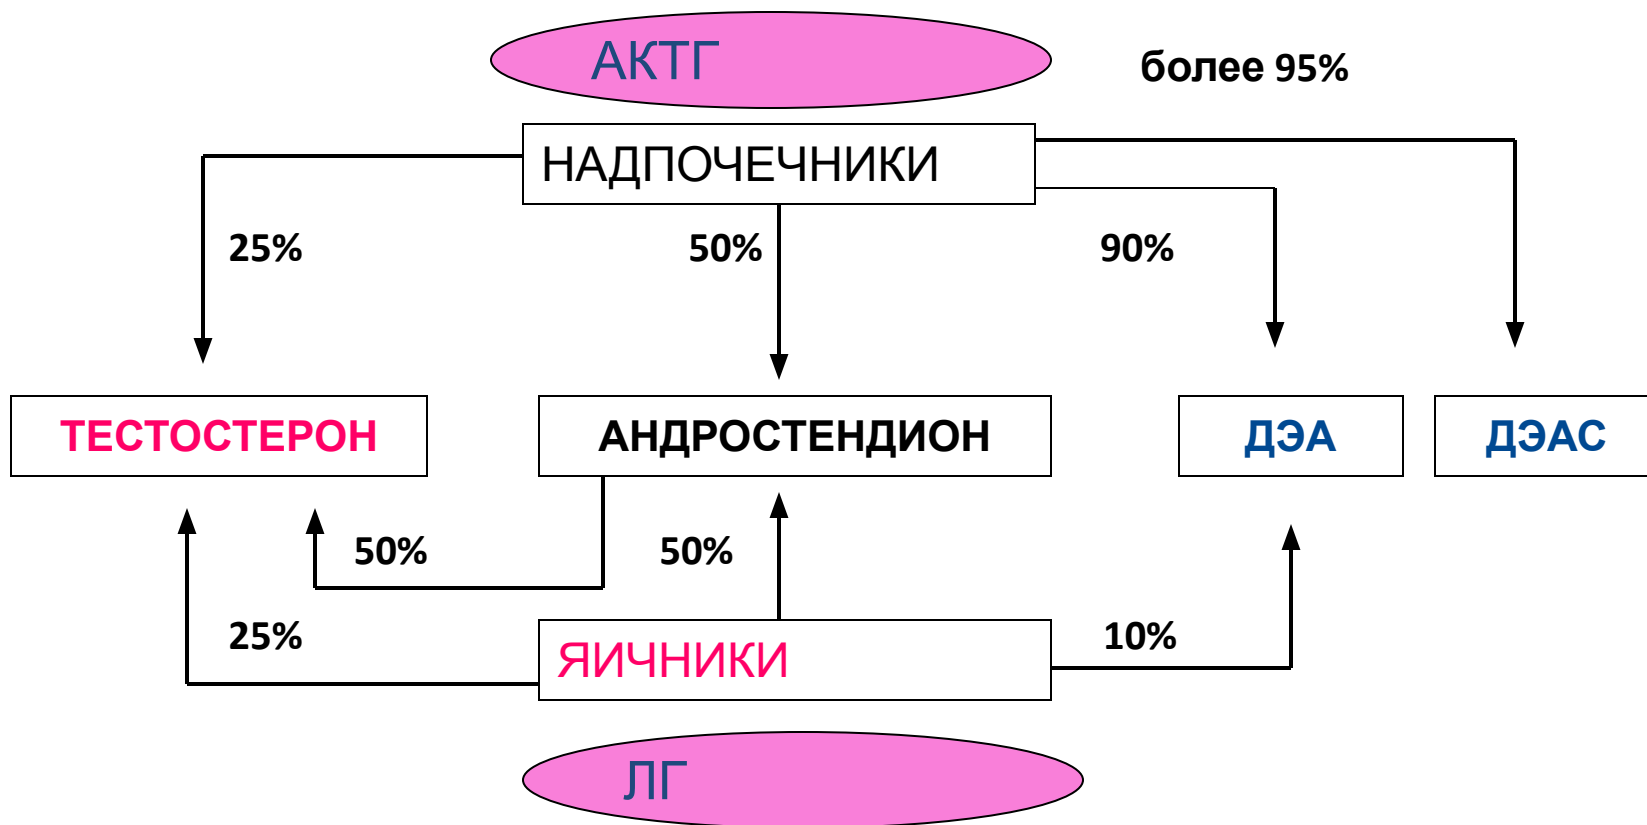 АКТГ
более 95%
НАДПОЧЕЧНИКИ
25%
50%
90%
ТЕСТОСТЕРОН
АНДРОСТЕНДИОН
ДЭА
ДЭАС
50%
50%
25%
ЯИЧНИКИ
10%
ЛГ